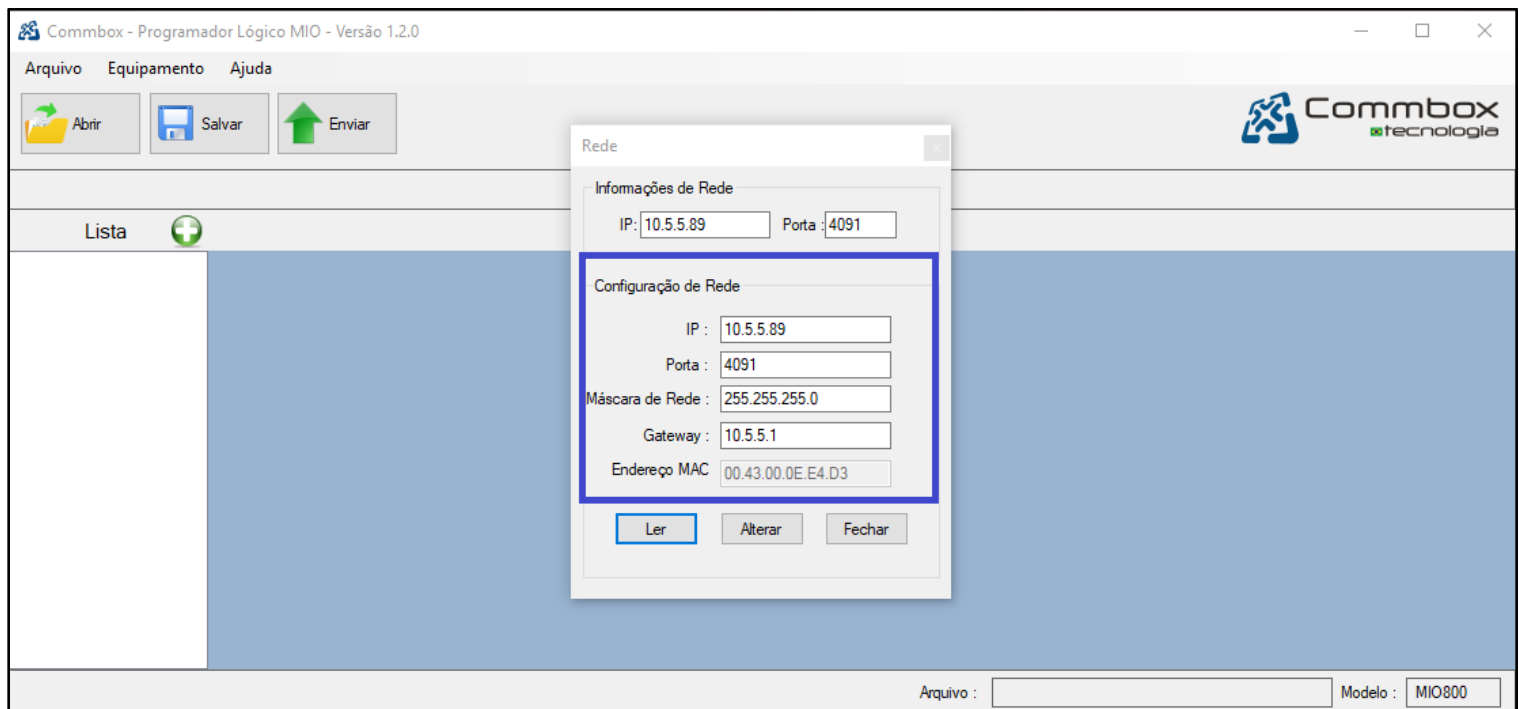 Commbox - Programador Lógico MIO - Versão 1.2.0
Arquivo Equipamento Ajuda
Abrir Salvar Enviar
Commbox
tecnologia
Rede
x
Informações de Rede
IP: 10.5.5.89 Porta : 4091
Lista
Configuração de Rede
IP : 10.5.5.89
Porta : 4091
Máscara de Rede : 255.255.255.0
Gateway : 10.5.5.1
Endereço MAC 00.43.00.0E.E4.D3
Ler Alterar Fechar
Arquivo : Modelo : MIO800